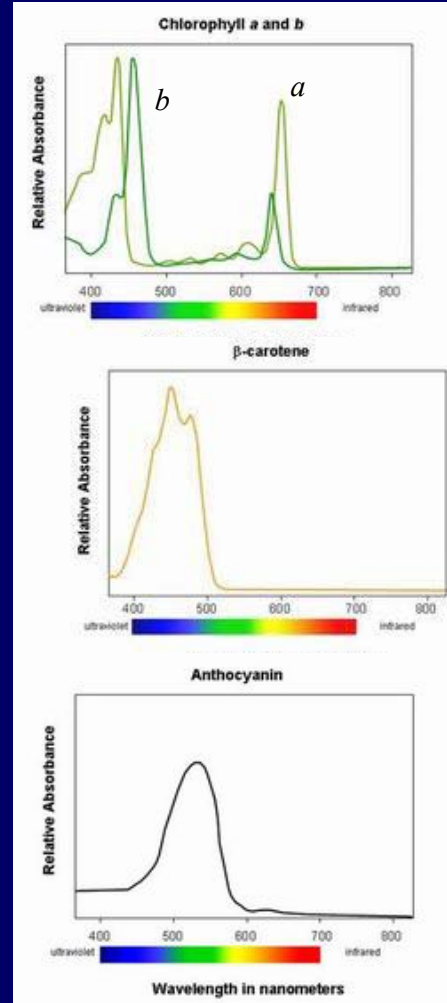 Chlorophyll a and b
b
a
Relative Absorbance
400 500 600 700 800
ultraviolet infrared
β-carotene
Relative Absorbance
400 500 600 700 800
ultraviolet infrared
Anthocyanin
Relative Absorbance
400 500 600 700 800
ultraviolet infrared
Wavelength in nanometers